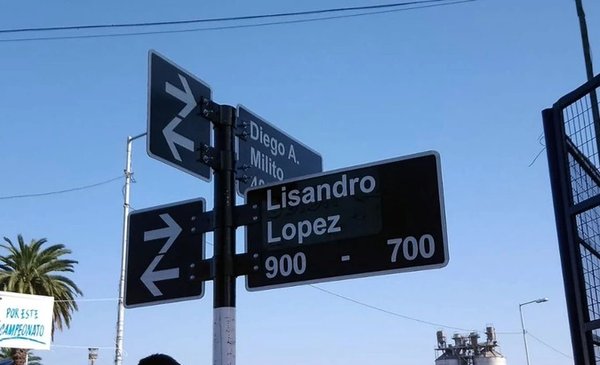 Diego A.
Milito
Lisandro
Lopez
900 - 700
POR ESTE
CAMPEONATO